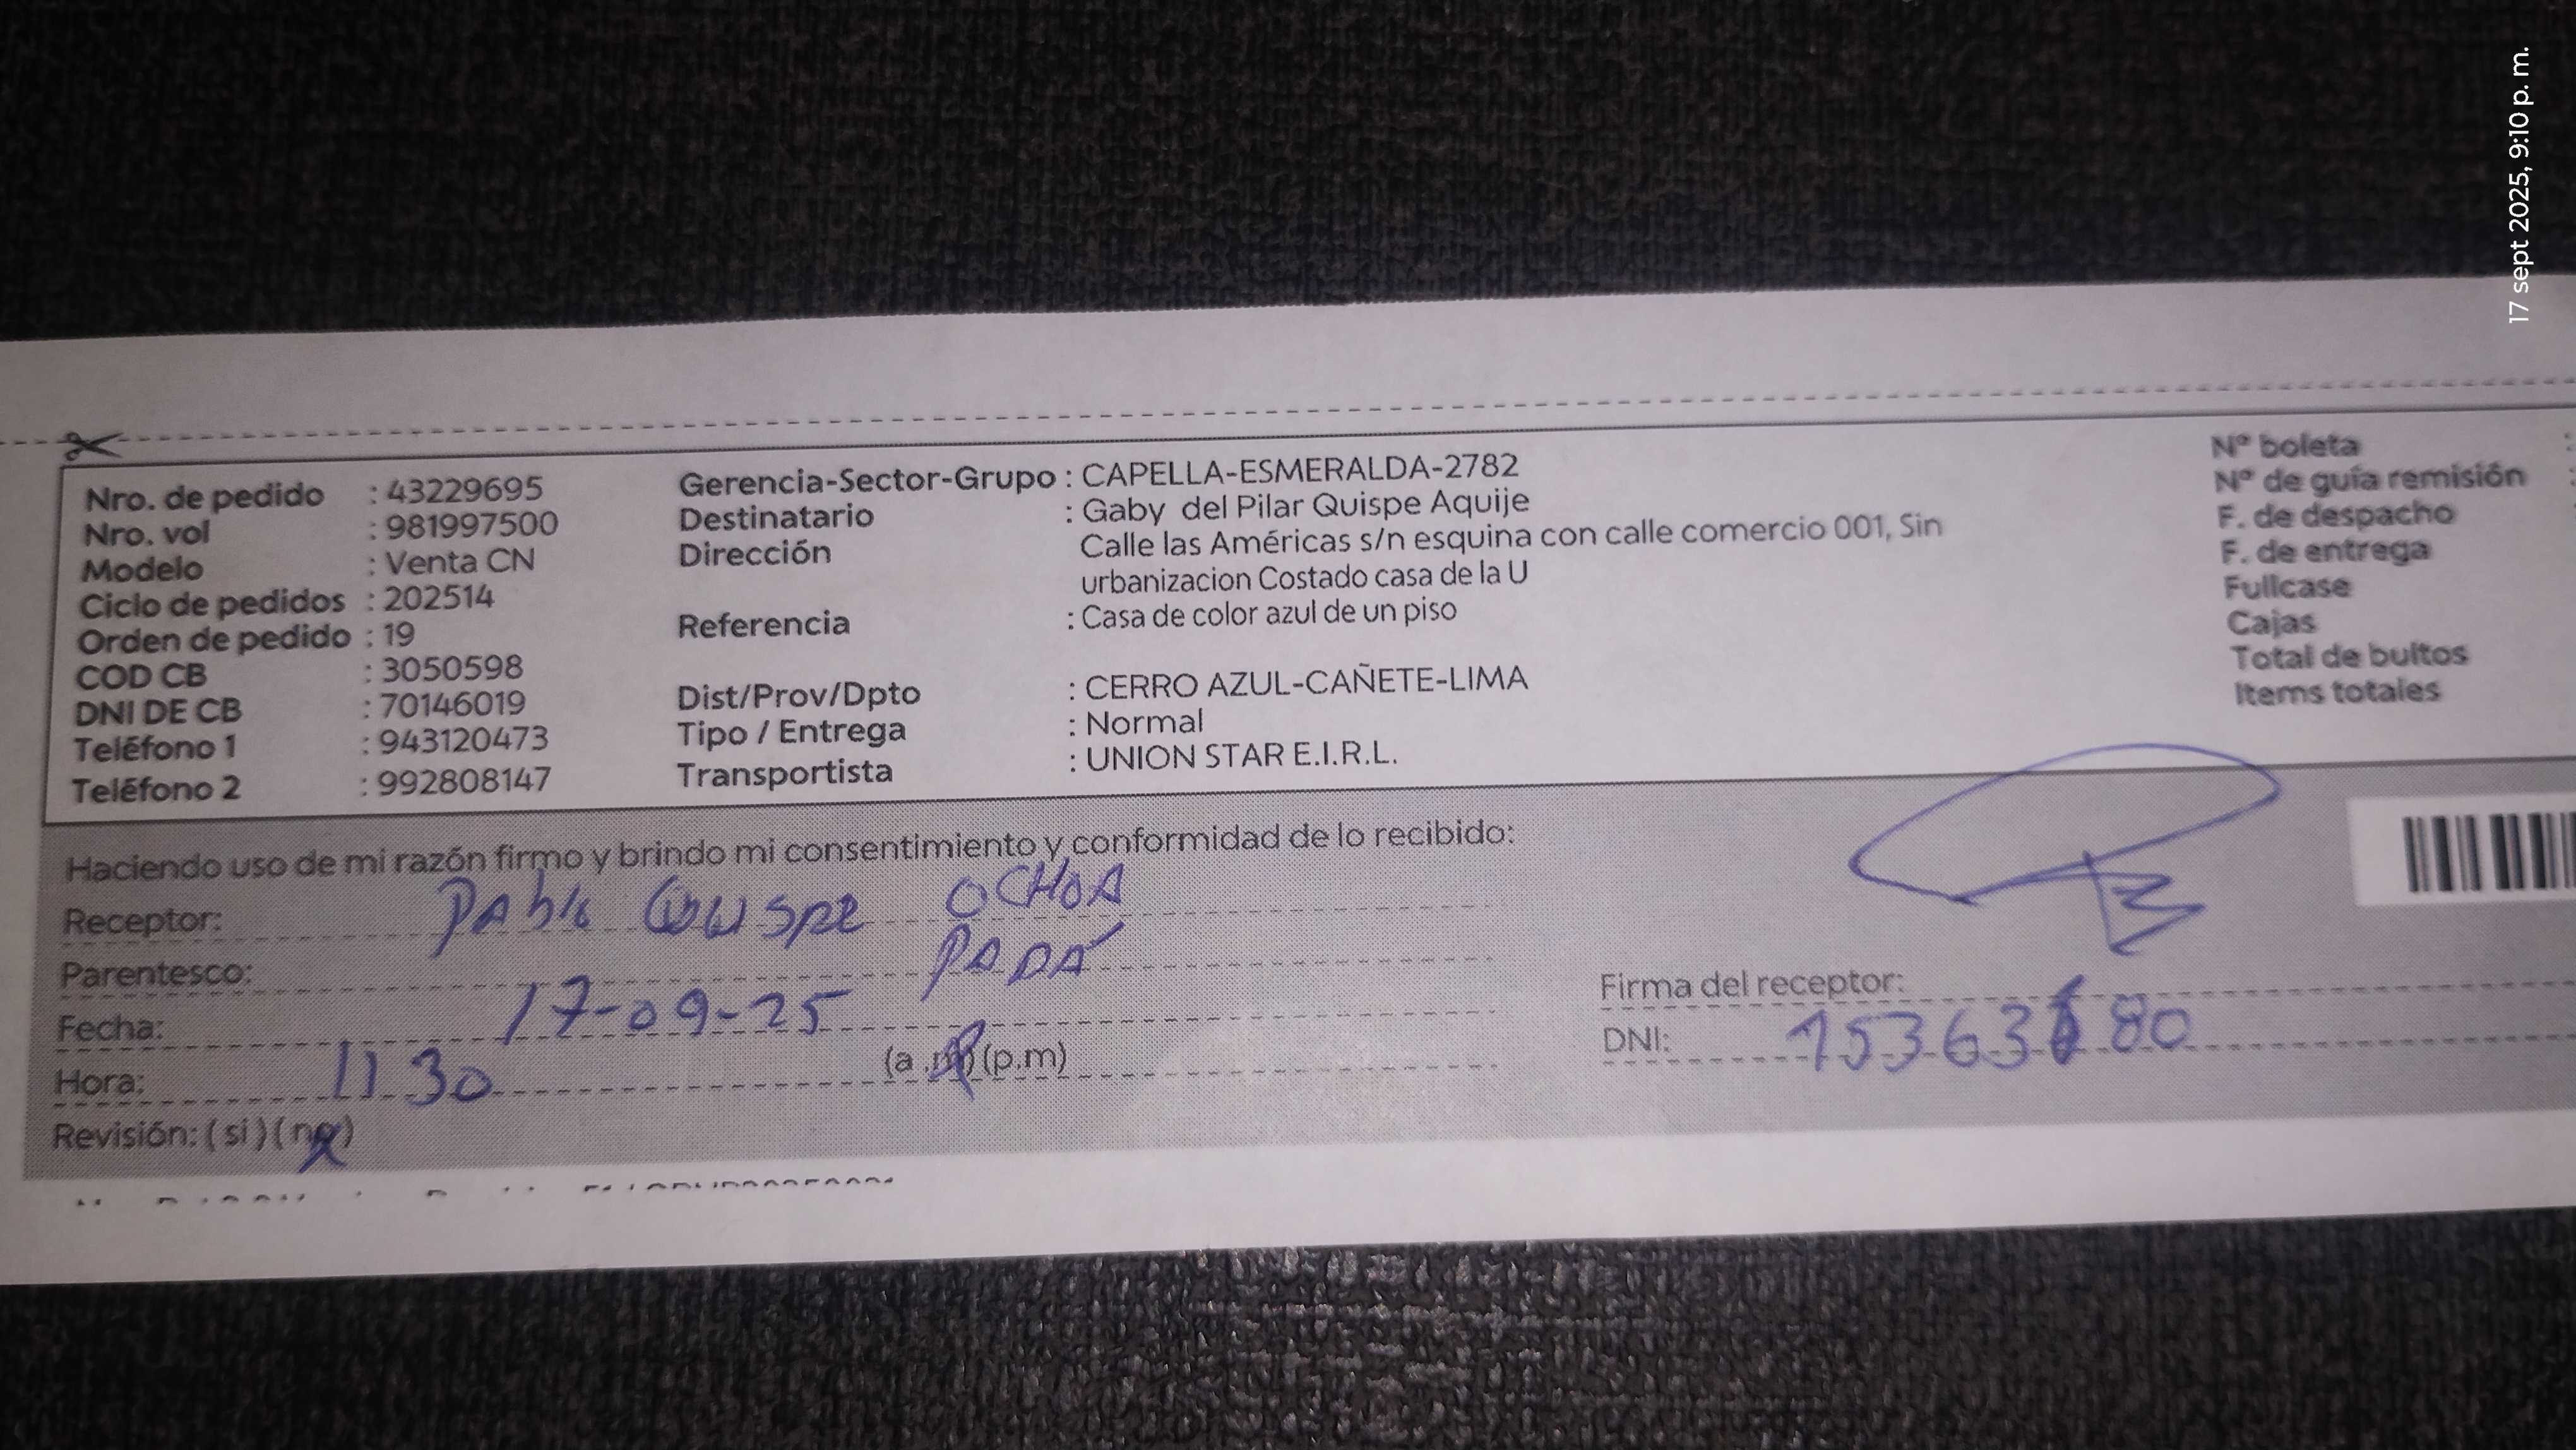 17 sept 2025, 9:10 p. m.
Nro. de pedido : 43229695
Nro. vol : 981997500
Modelo : Venta CN
Ciclo de pedidos : 202514
Orden de pedido : 19
COD CB : 3050598
DNI DE CB : 70146019
Teléfono 1 : 943120473
Teléfono 2 : 992808147
Gerencia-Sector-Grupo : CAPELLA-ESMERALDA-2782
Destinatario : Gaby del Pilar Quispe Aquije
Dirección Calle las Américas s/n esquina con calle comercio 001, Sin
urbanizacion Costado casa de la U
Referencia : Casa de color azul de un piso
Dist/Prov/Dpto : CERRO AZUL-CAÑETE-LIMA
Tipo / Entrega : Normal
Transportista : UNION STAR E.I.R.L.
Nº boleta :
Nº de guía remisión :
F. de despacho
F. de entrega
Fullcase
Cajas
Total de bultos
Items totales
Haciendo uso de mi razón firmo y brindo mi consentimiento y conformidad de lo recibido:
Receptor: PAblo Quispe OCHOA
Parentesco: PAPÁ
Fecha: 17-09-25
Hora: 11 30 (a.m) (p.m)
Revisión: ( si ) ( no )
Firma del receptor:
DNI: